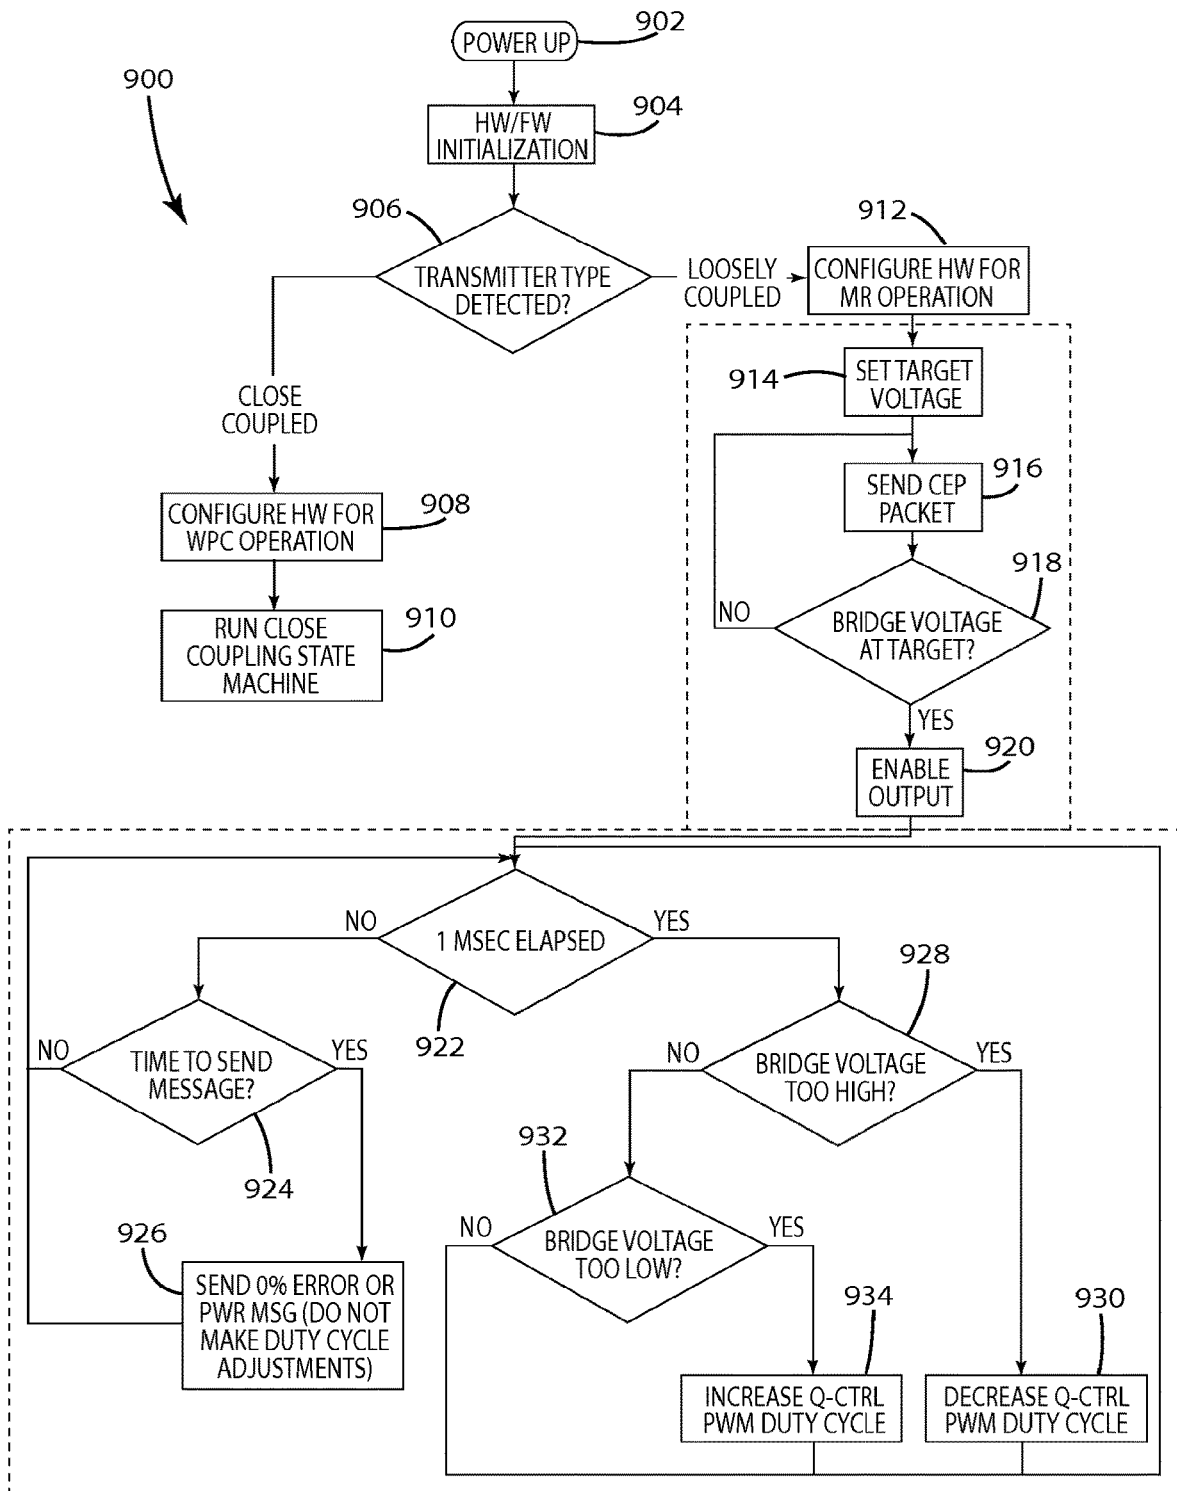 902
POWER UP
900
904
HW/FW
INITIALIZATION
906
TRANSMITTER TYPE
DETECTED?
LOOSELY
COUPLED
912
CONFIGURE HW FOR
MR OPERATION
914
SET TARGET
VOLTAGE
CLOSE
COUPLED
916
SEND CEP
PACKET
908
CONFIGURE HW FOR
WPC OPERATION
918
NO
BRIDGE VOLTAGE
AT TARGET?
910
RUN CLOSE
COUPLING STATE
MACHINE
YES
920
ENABLE
OUTPUT
NO
1 MSEC ELAPSED
YES
922
928
NO
TIME TO SEND
MESSAGE?
YES
924
NO
BRIDGE VOLTAGE
TOO HIGH?
YES
932
NO
BRIDGE VOLTAGE
TOO LOW?
YES
926
SEND 0% ERROR OR
PWR MSG (DO NOT
MAKE DUTY CYCLE
ADJUSTMENTS)
934
INCREASE Q-CTRL
PWM DUTY CYCLE
930
DECREASE Q-CTRL
PWM DUTY CYCLE